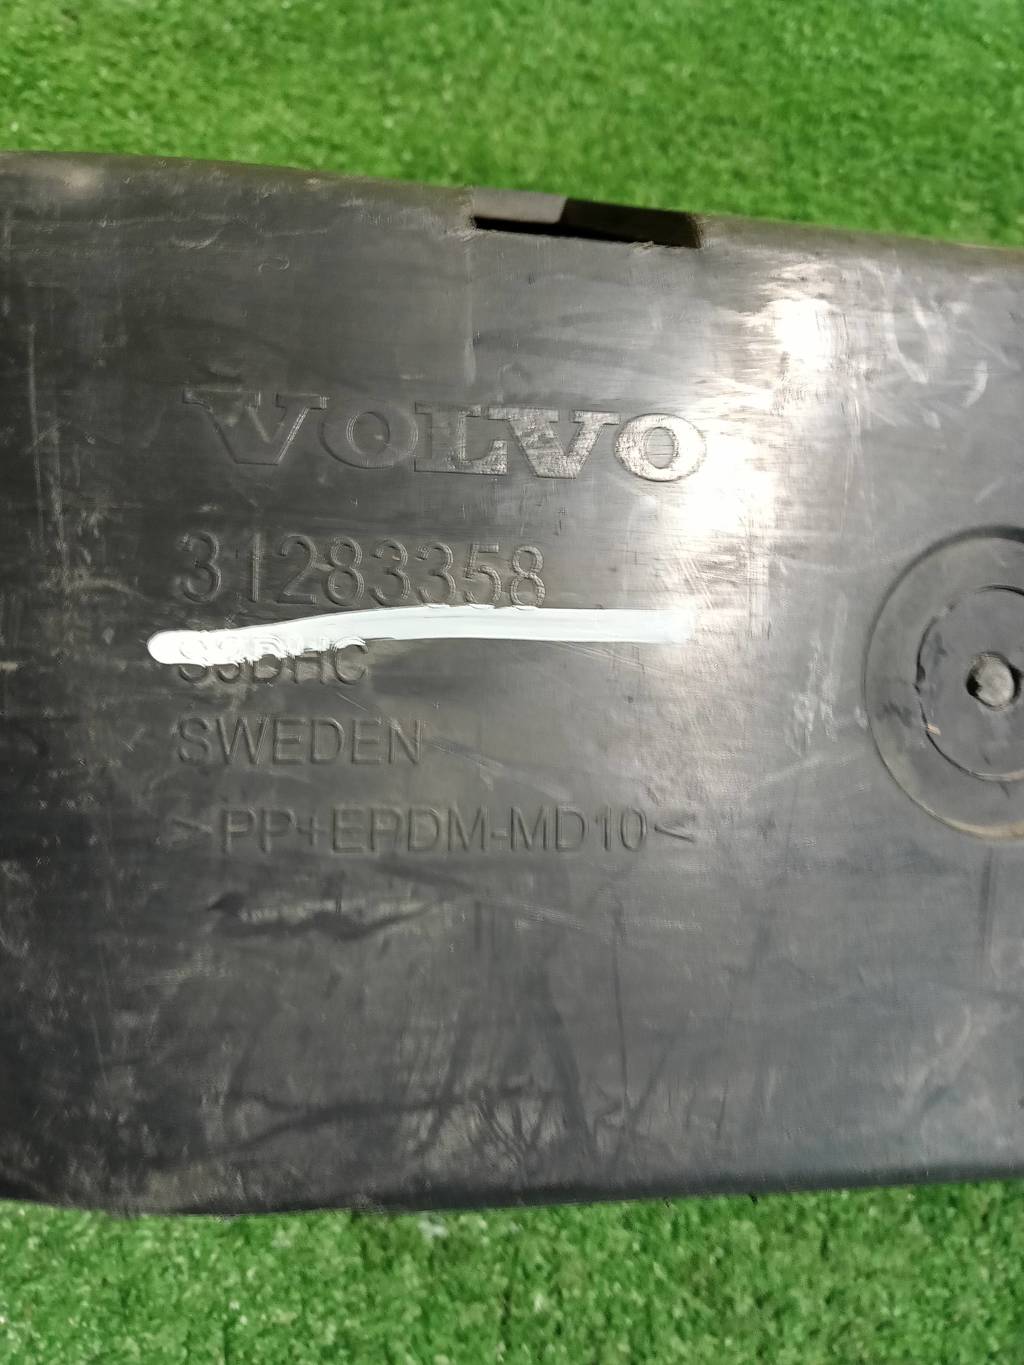 VOLVO
31283358
SWEDEN
>PP+EPDM-MD10<